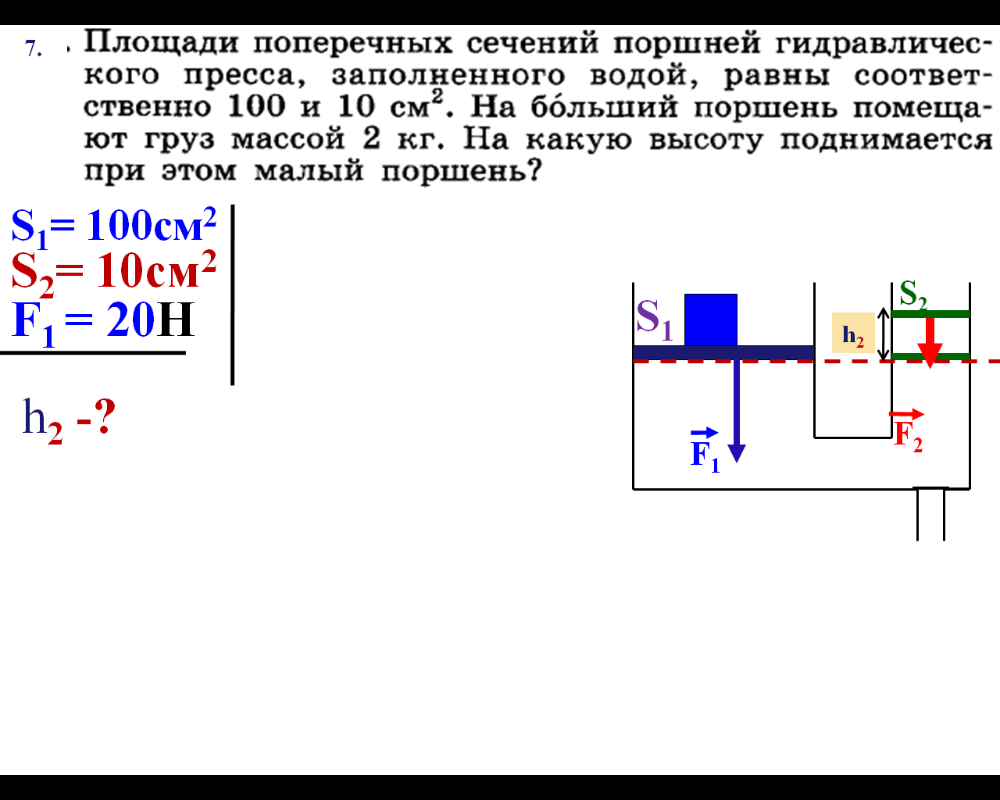 7. . Площади поперечных сечений поршней гидравличес-
кого пресса, заполненного водой, равны соответ-
ственно 100 и 10 см². На бо́льший поршень помеща-
ют груз массой 2 кг. На какую высоту поднимается
при этом малый поршень?
S₁= 100см²
S₂= 10см²
F₁ = 20Н
h₂ -?
S₁
S₂
h₂
F₁
F₂